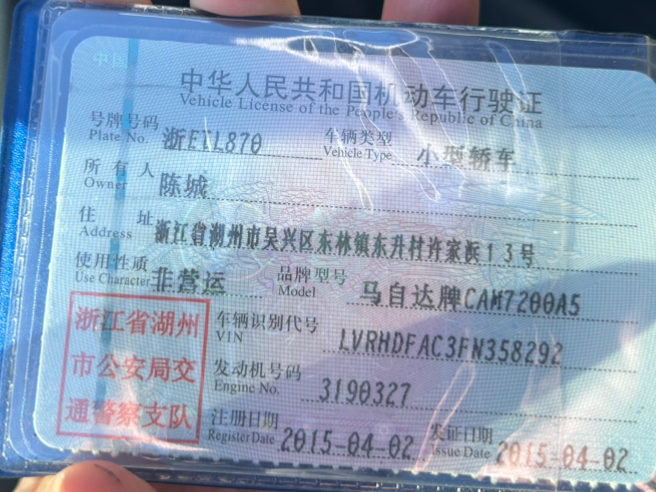 中国
中华人民共和国机动车行驶证
Vehicle License of the People's Republic of China
号牌号码 浙EIL870 车辆类型 小型轿车
Plate No. Vehicle Type
所有人 陈城
Owner
住址 浙江省湖州市吴兴区东林镇东升村许家浜13号
Address
使用性质 非营运 品牌型号 马自达牌CAM7200A5
Use Character Model
浙江省湖州
市公安局交
通警察支队
车辆识别代号 LVRHDFAC3FN358292
VIN
发动机号码 3190327
Engine No.
注册日期 2015-04-02 发证日期 2015-04-02
Register Date Issue Date